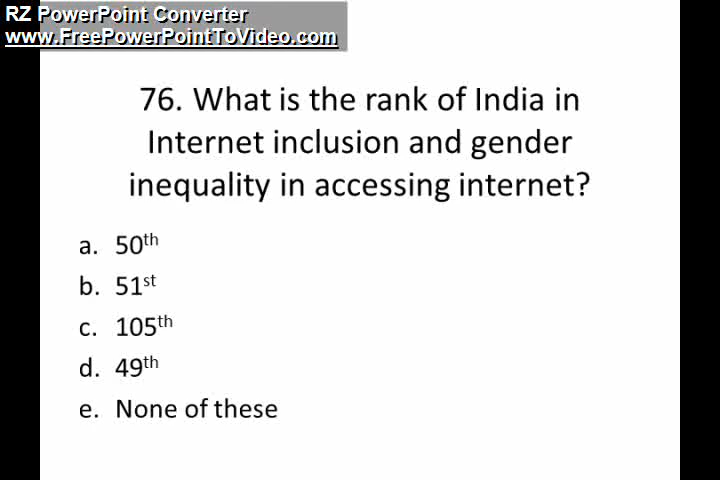 RZ PowerPoint Converter
www.FreePowerPointToVideo.com
76. What is the rank of India in
Internet inclusion and gender
inequality in accessing internet?
a. 50th
b. 51st
c. 105th
d. 49th
e. None of these